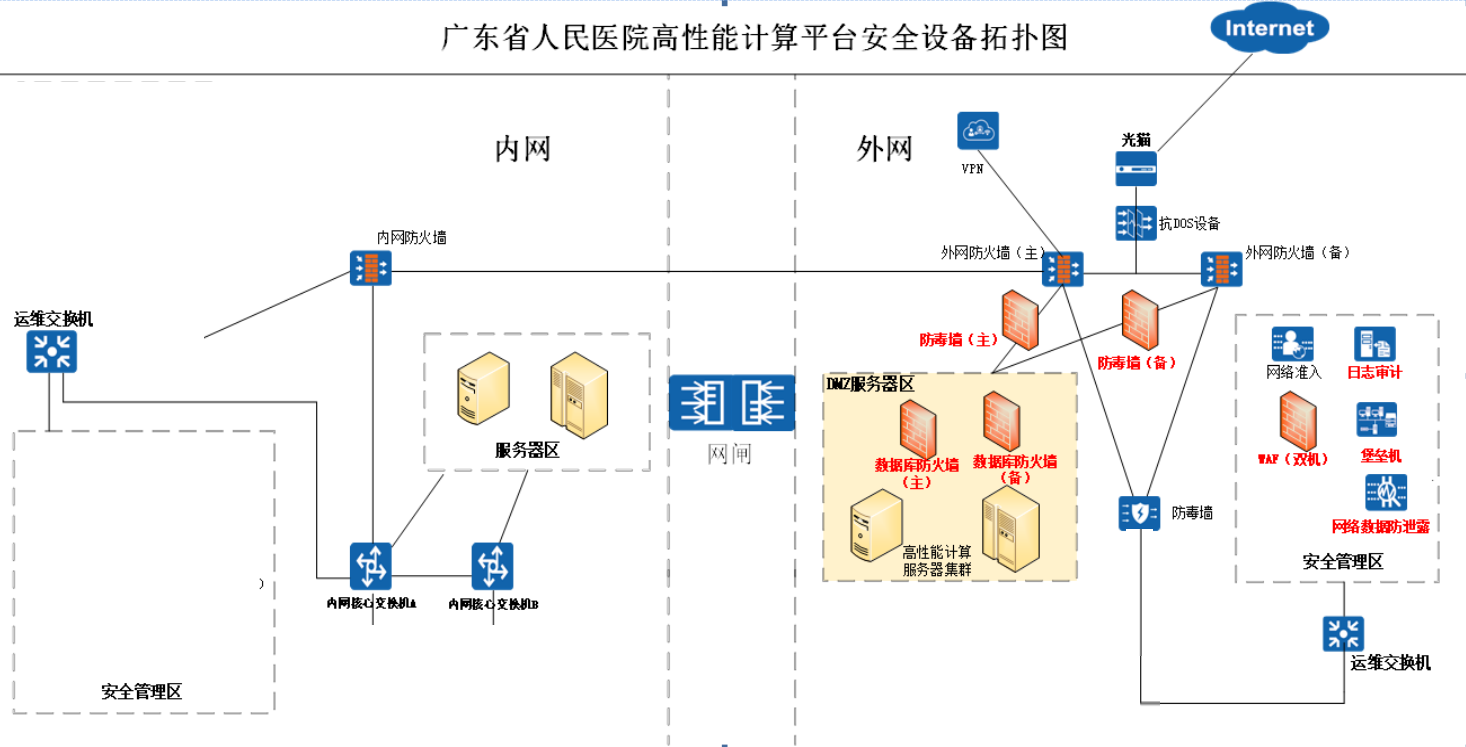 广东省人民医院高性能计算平台安全设备拓扑图
Internet
内网
外网
光猫
VPN
抗DOS设备
内网防火墙
外网防火墙（主）
外网防火墙（备）
运维交换机
防毒墙（主）
防毒墙（备）
网络准入
日志审计
DMZ服务器区
服务器区
网闸
数据库防火墙
（主）
数据库防火墙
（备）
WAF（双机）
堡垒机
防毒墙
网络数据防泄露
高性能计算
服务器集群
安全管理区
）
内网核心交换机A
内网核心交换机B
运维交换机
安全管理区